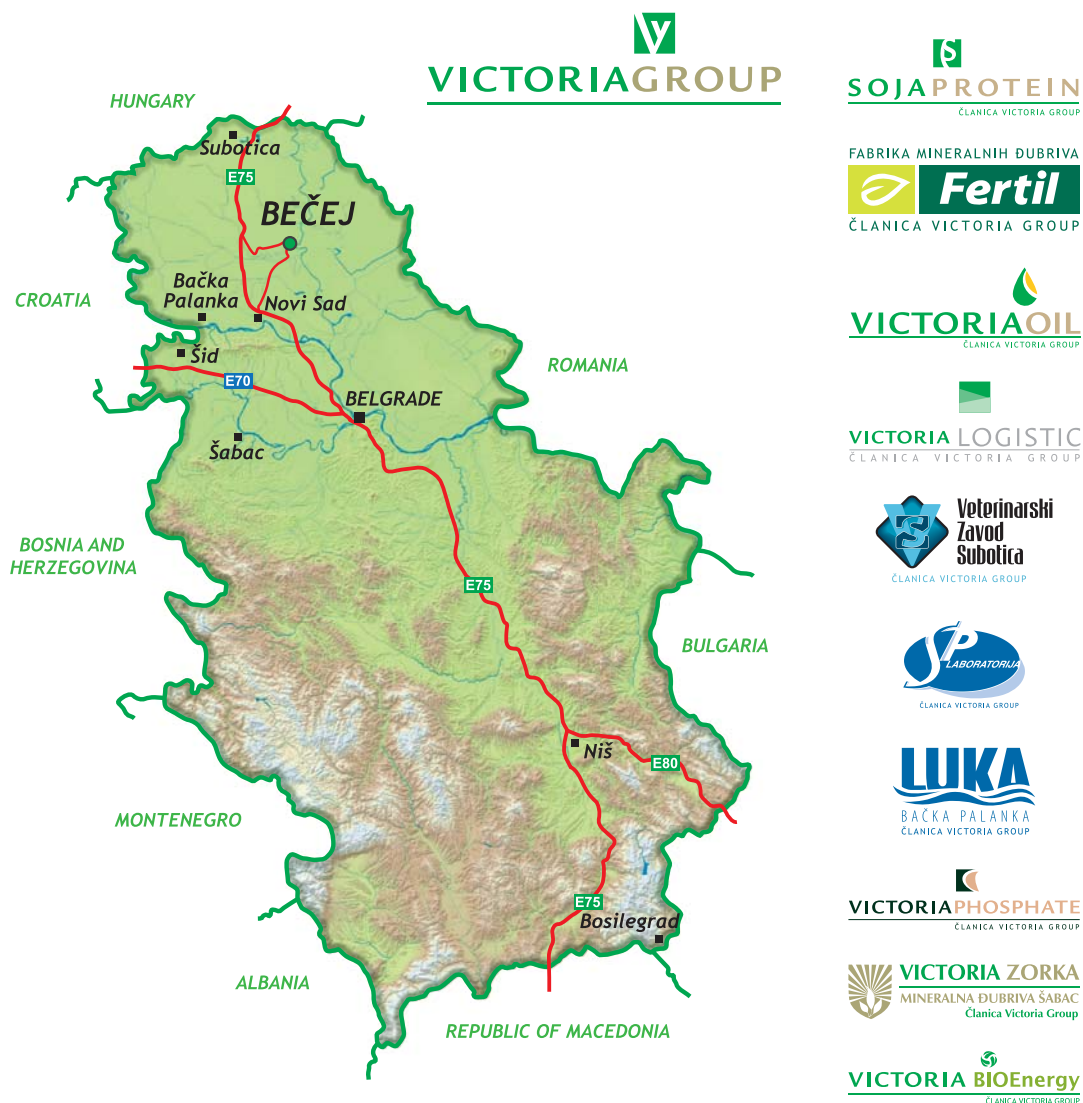 VICTORIAGROUP
HUNGARY
Subotica
E75
BEČEJ
Bačka
Palanka
Novi Sad
CROATIA
Šid
E70
ROMANIA
BELGRADE
Šabac
BOSNIA AND
HERZEGOVINA
E75
BULGARIA
Niš
E80
MONTENEGRO
E75
Bosilegrad
ALBANIA
REPUBLIC OF MACEDONIA
SOJAPROTEIN
ČLANICA VICTORIA GROUP
FABRIKA MINERALNIH ĐUBRIVA
Fertil
ČLANICA VICTORIA GROUP
VICTORIAOIL
ČLANICA VICTORIA GROUP
VICTORIA LOGISTIC
ČLANICA VICTORIA GROUP
Veterinarski
Zavod
Subotica
ČLANICA VICTORIA GROUP
SP LABORATORIJA
ČLANICA VICTORIA GROUP
LUKA
BAČKA PALANKA
ČLANICA VICTORIA GROUP
VICTORIAPHOSPHATE
ČLANICA VICTORIA GROUP
VICTORIA ZORKA
MINERALNA ĐUBRIVA ŠABAC
Članica Victoria Group
VICTORIA BIOEnergy
ČLANICA VICTORIA GROUP